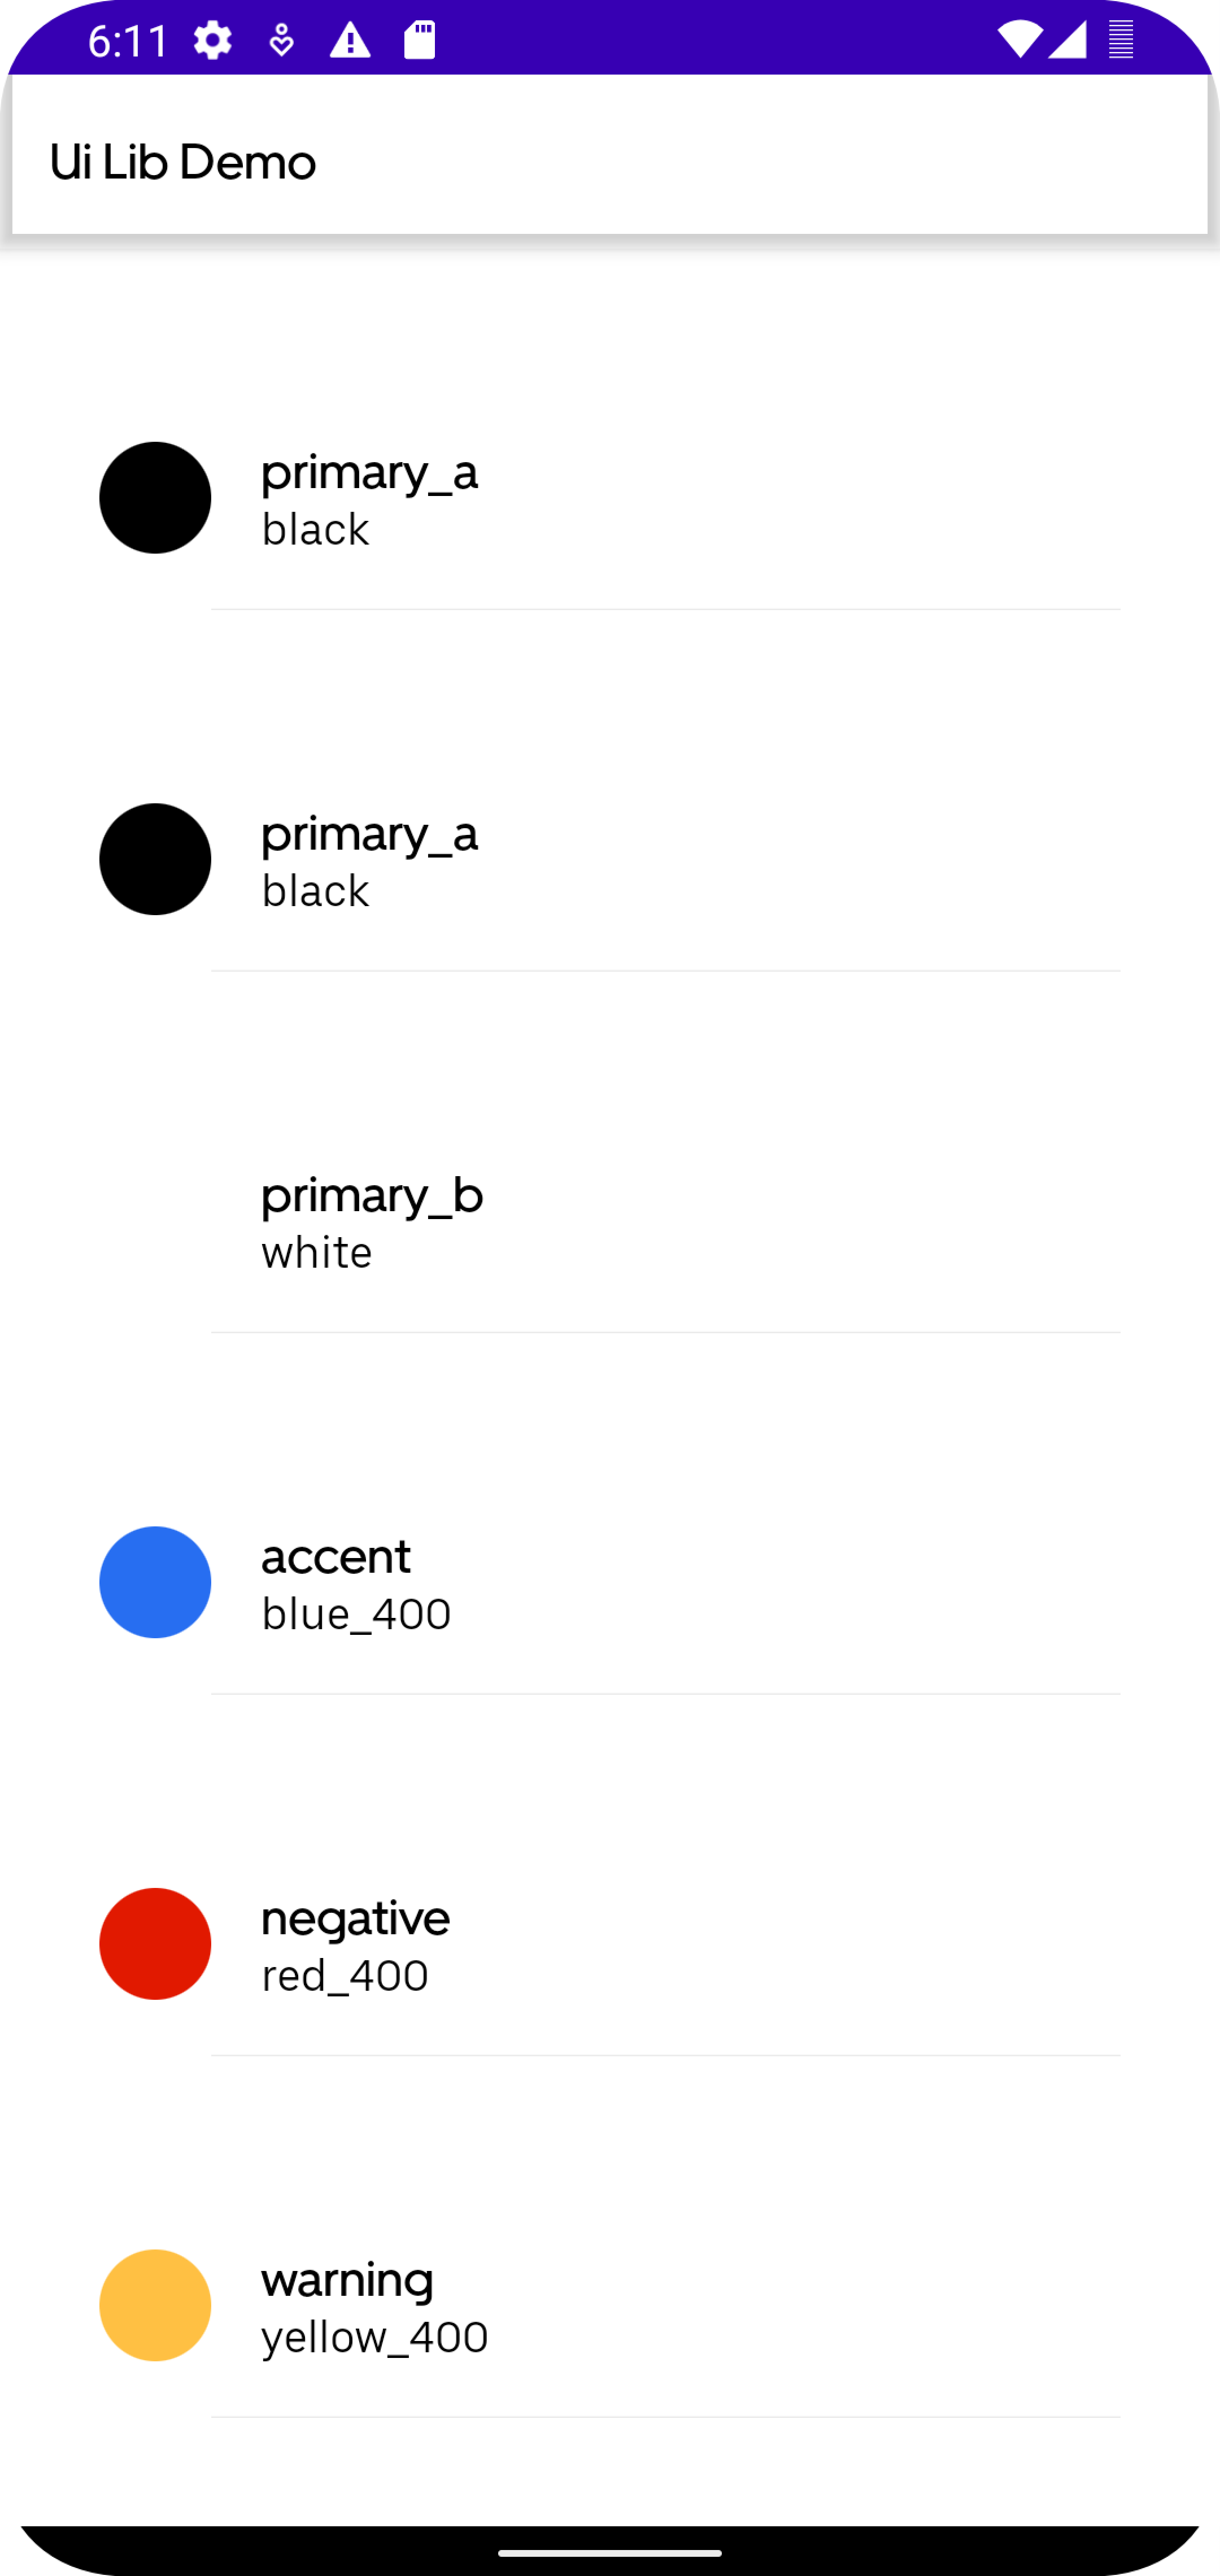 6:11
Ui Lib Demo
primary_a
black
primary_a
black
primary_b
white
accent
blue_400
negative
red_400
warning
yellow_400